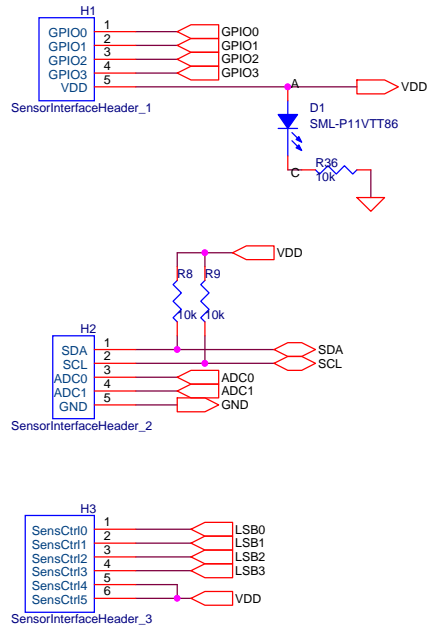 H1
GPIO0 1 GPIO0
GPIO1 2 GPIO1
GPIO2 3 GPIO2
GPIO3 4 GPIO3
VDD 5 A VDD
SensorInterfaceHeader_1
D1
SML-P11VTT86
C R36
10k
VDD
R8 R9
10k 10k
H2
SDA 1 SDA
SCL 2 SCL
ADC0 3 ADC0
ADC1 4 ADC1
GND 5 GND
SensorInterfaceHeader_2
H3
SensCtrl0 1 LSB0
SensCtrl1 2 LSB1
SensCtrl2 3 LSB2
SensCtrl3 4 LSB3
SensCtrl4 5
SensCtrl5 6 VDD
SensorInterfaceHeader_3